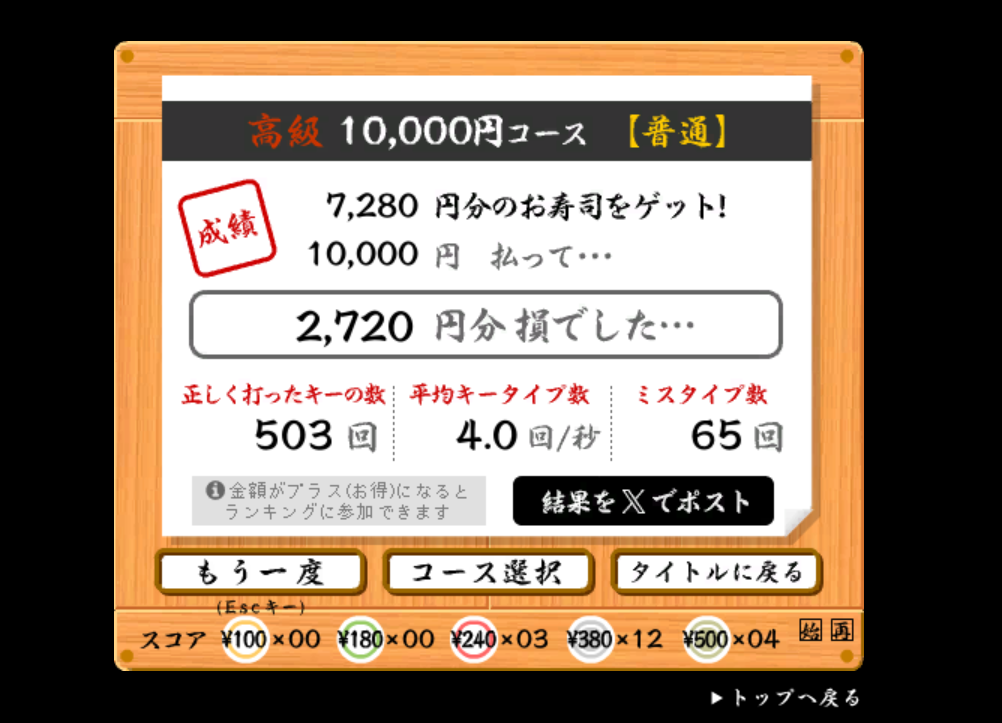 高級 10,000円コース 【普通】
成績
7,280 円分のお寿司をゲット!
10,000 円 払って…
2,720 円分 損でした…
正しく打ったキーの数 平均キータイプ数 ミスタイプ数
503 回 4.0 回/秒 65 回
金額がプラス(お得)になると
ランキングに参加できます
結果を𝕏でポスト
もう一度 コース選択 タイトルに戻る
(Escキー)
スコア ¥100×00 ¥180×00 ¥240×03 ¥380×12 ¥500×04 始 再
▶トップへ戻る